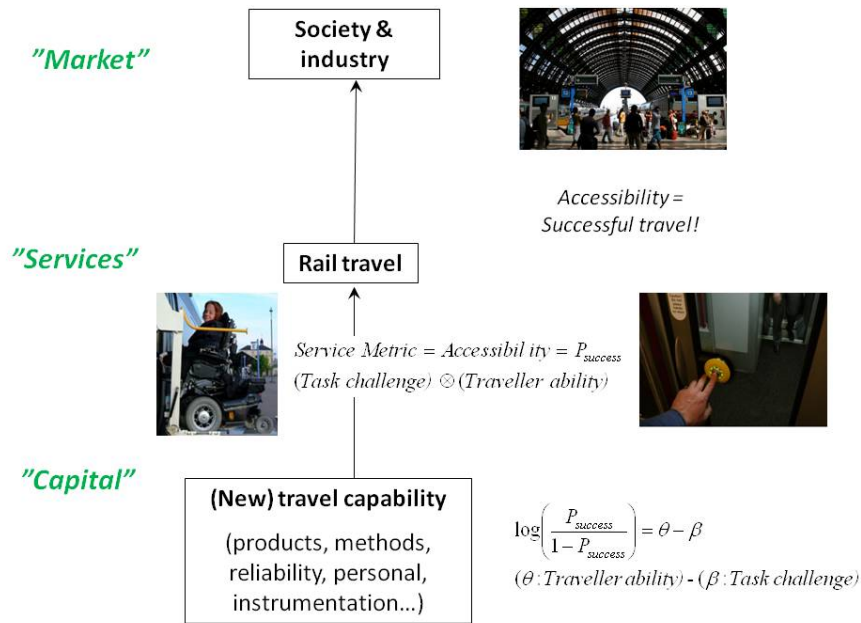 ”Market”
Society &
industry
Accessibility =
Successful travel!
”Services”
Rail travel
Service Metric = Accessibility = P_success
(Task challenge) ⊗ (Traveller ability)
”Capital”
(New) travel capability
(products, methods,
reliability, personal,
instrumentation...)
log(P_success / 1 - P_success) = θ - β
(θ : Traveller ability) - (β : Task challenge)